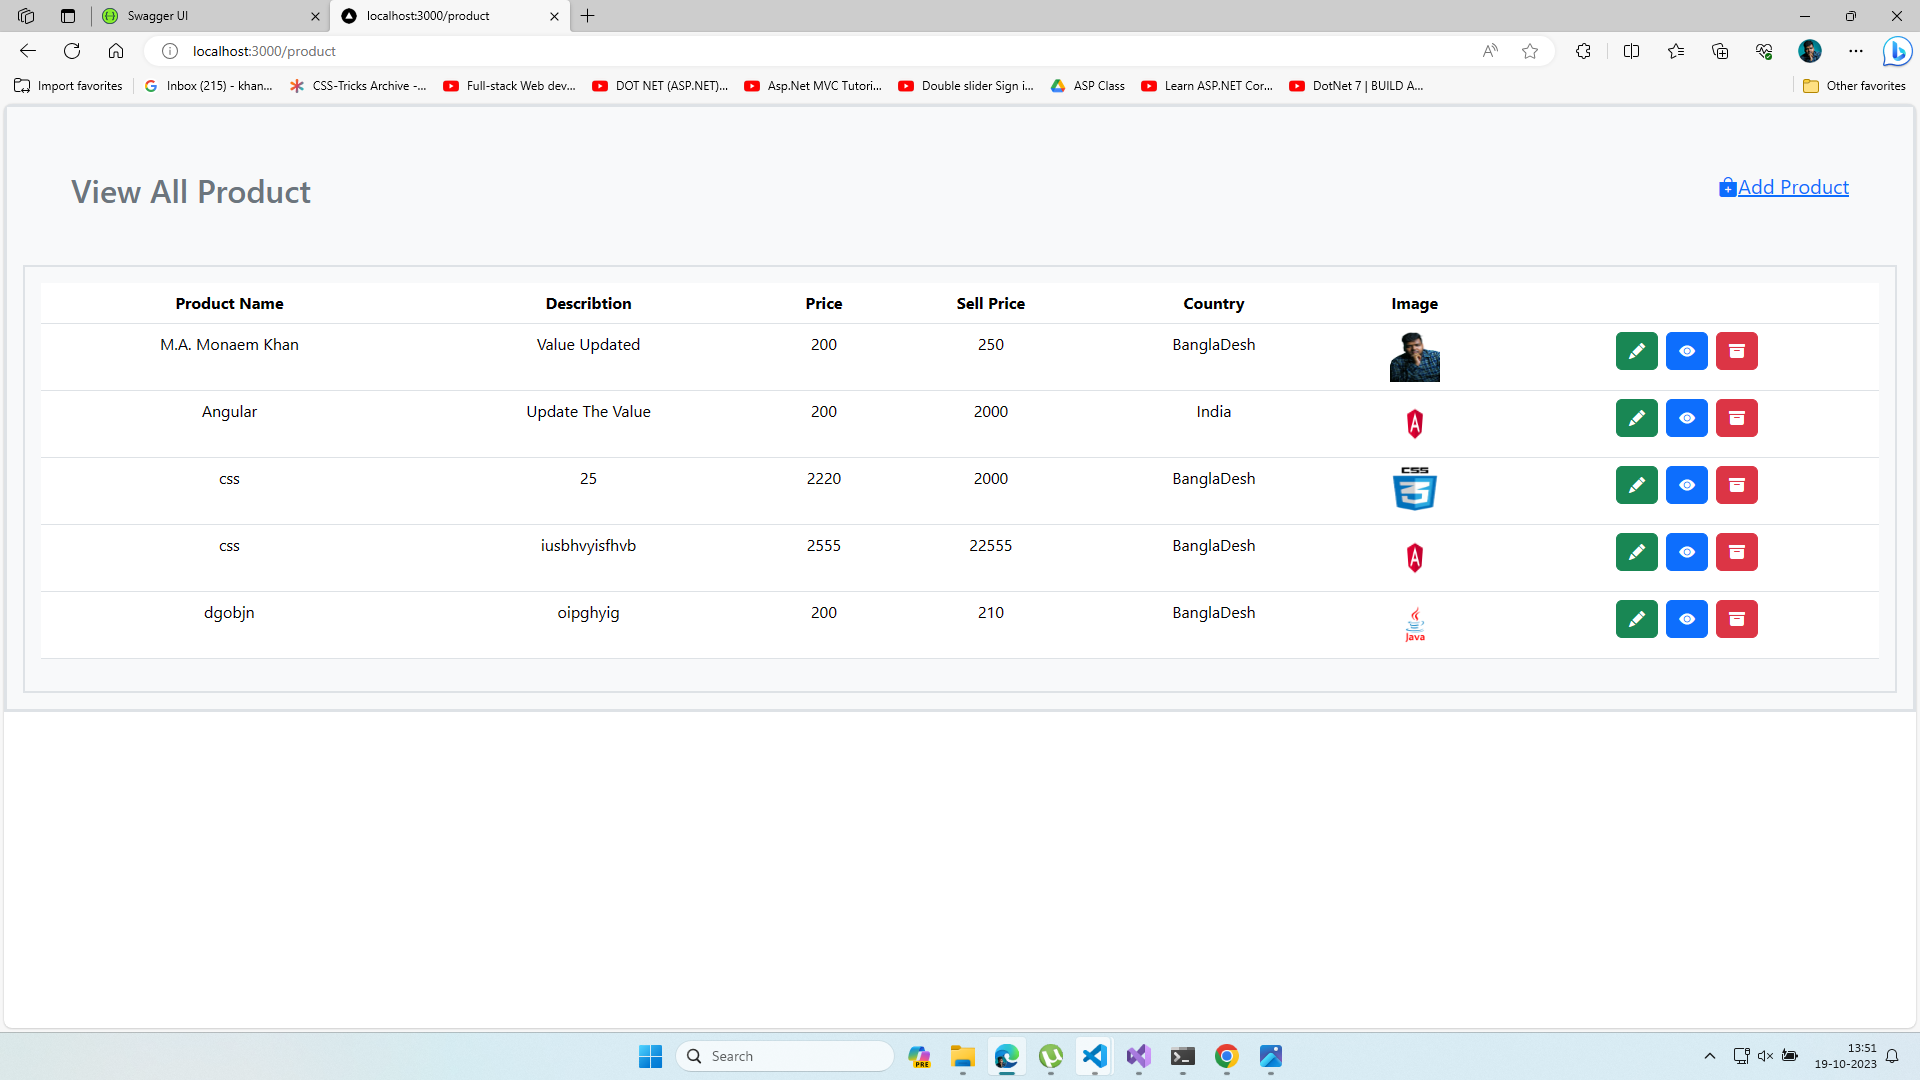 Swagger UI
localhost:3000/product
localhost:3000/product
Import favorites
Inbox (215) - khan...
CSS-Tricks Archive -...
Full-stack Web dev...
DOT NET (ASP.NET)...
Asp.Net MVC Tutori...
Double slider Sign i...
ASP Class
Learn ASP.NET Cor...
DotNet 7 | BUILD A...
Other favorites
View All Product
Add Product
Product Name Describtion Price Sell Price Country Image
M.A. Monaem Khan Value Updated 200 250 BanglaDesh
Angular Update The Value 200 2000 India
A
css 25 2220 2000 BanglaDesh
CSS
3
css iusbhvyisfhvb 2555 22555 BanglaDesh
A
dgobjn oipghyig 200 210 BanglaDesh
Java
Search
PRE
13:51
19-10-2023